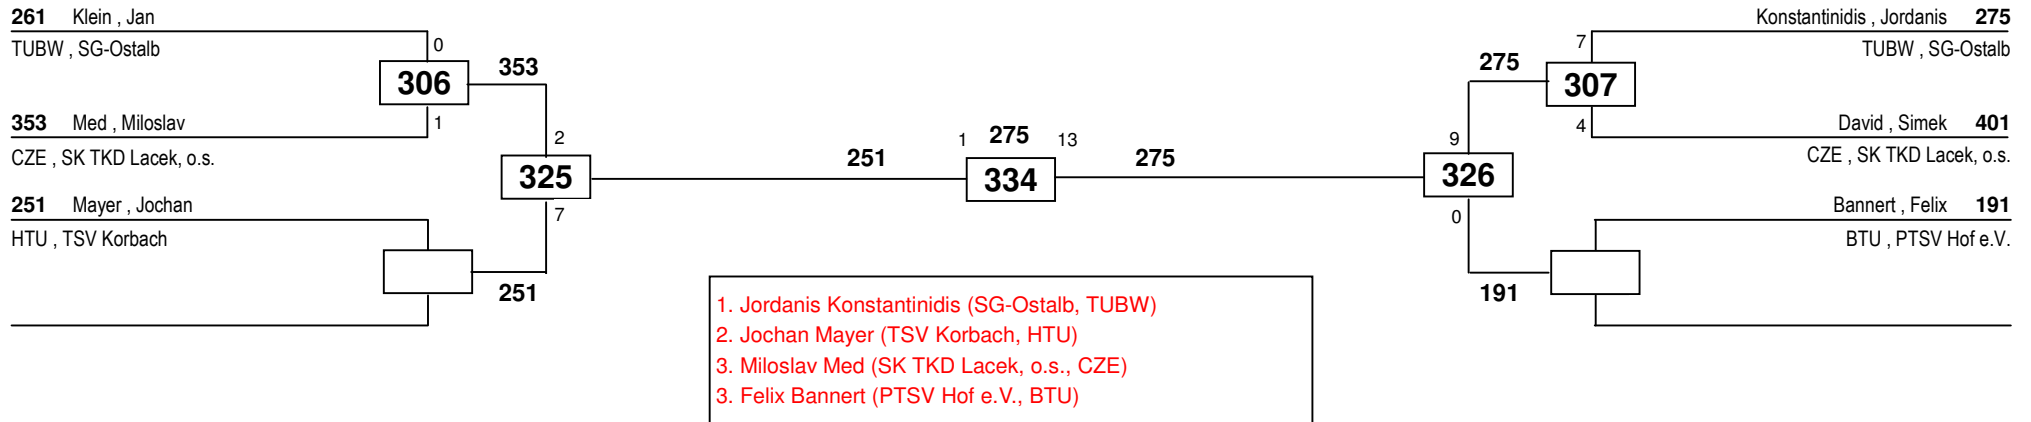 261 Klein , Jan
TUBW , SG-Ostalb
0
306
353
1
353 Med , Miloslav
CZE , SK TKD Lacek, o.s.
2
325
7
251 Mayer , Jochan
HTU , TSV Korbach
251
251
1 275 13
334
275
Konstantinidis , Jordanis 275
TUBW , SG-Ostalb
7
275
307
4
David , Simek 401
CZE , SK TKD Lacek, o.s.
9
326
0
Bannert , Felix 191
BTU , PTSV Hof e.V.
191
1. Jordanis Konstantinidis (SG-Ostalb, TUBW)
2. Jochan Mayer (TSV Korbach, HTU)
3. Miloslav Med (SK TKD Lacek, o.s., CZE)
3. Felix Bannert (PTSV Hof e.V., BTU)